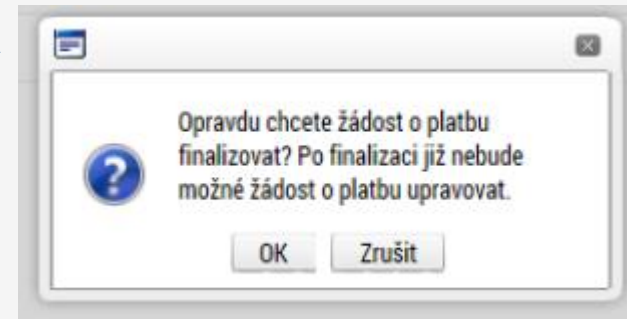 Opravdu chcete žádost o platbu
finalizovat? Po finalizaci již nebude
možné žádost o platbu upravovat.
OK Zrušit